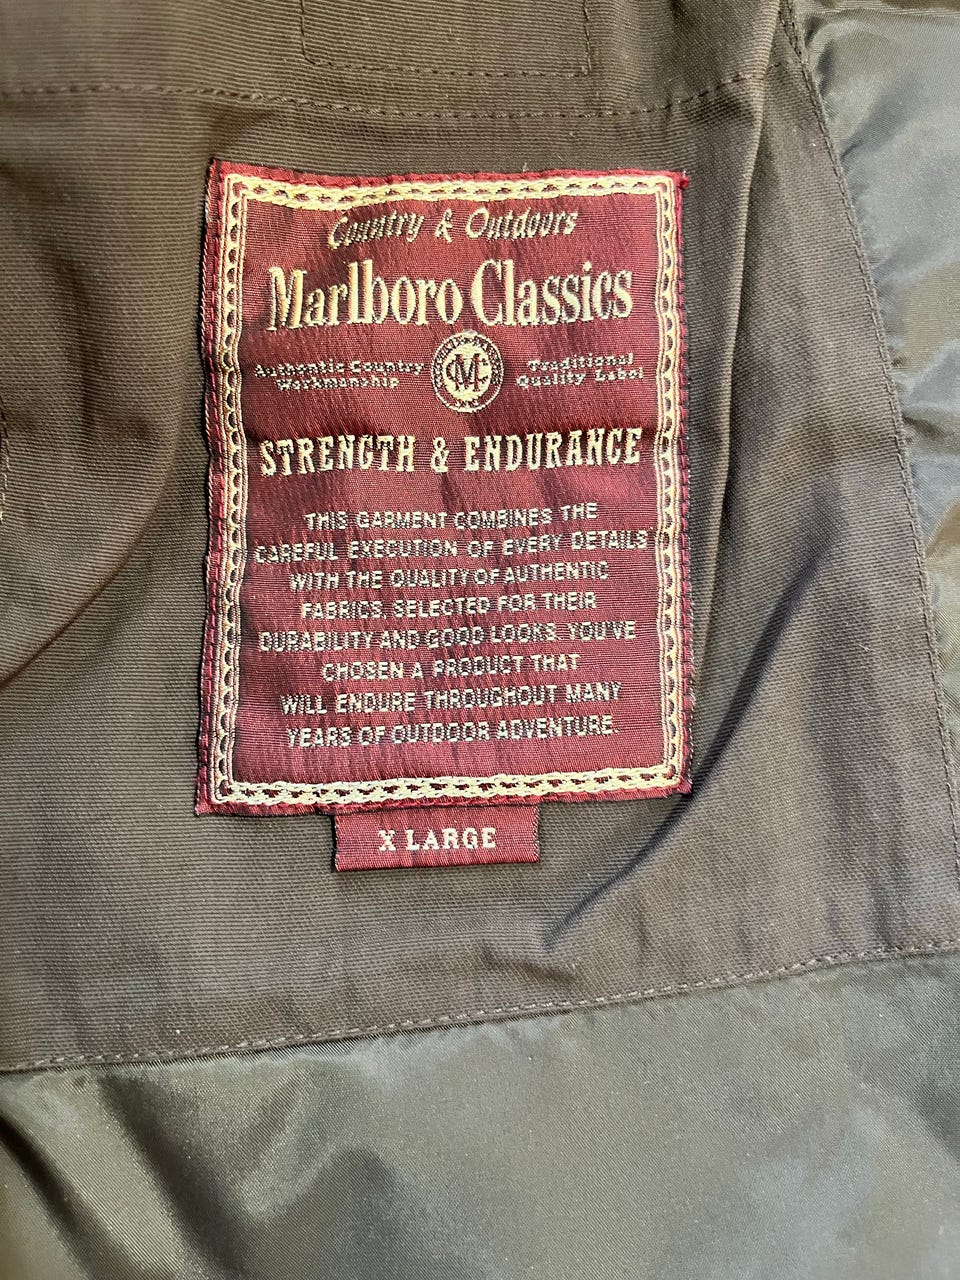 Country & Outdoors
Marlboro Classics
Authentic Country Workmanship
MC
Traditional Quality Label
STRENGTH & ENDURANCE
THIS GARMENT COMBINES THE
CAREFUL EXECUTION OF EVERY DETAILS
WITH THE QUALITY OF AUTHENTIC
FABRICS, SELECTED FOR THEIR
DURABILITY AND GOOD LOOKS. YOU'VE
CHOSEN A PRODUCT THAT
WILL ENDURE THROUGHOUT MANY
YEARS OF OUTDOOR ADVENTURE.
X LARGE